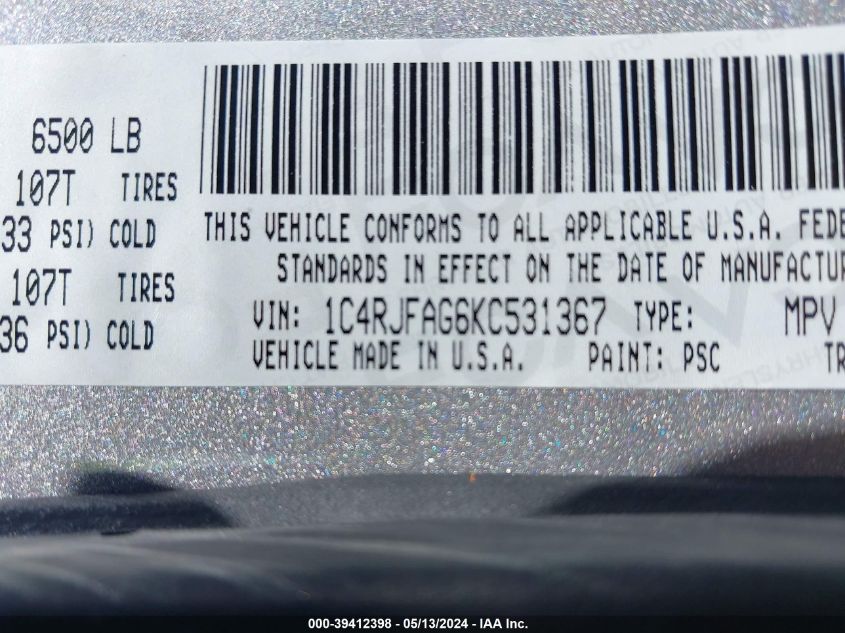 6500 LB
107T TIRES
33 PSI) COLD
107T TIRES
36 PSI) COLD
THIS VEHICLE CONFORMS TO ALL APPLICABLE U.S.A. FEDE
STANDARDS IN EFFECT ON THE DATE OF MANUFACTUR
VIN: 1C4RJFAG6KC531367 TYPE: MPV
VEHICLE MADE IN U.S.A. PAINT: PSC TR
000-39412398 - 05/13/2024 - IAA Inc.